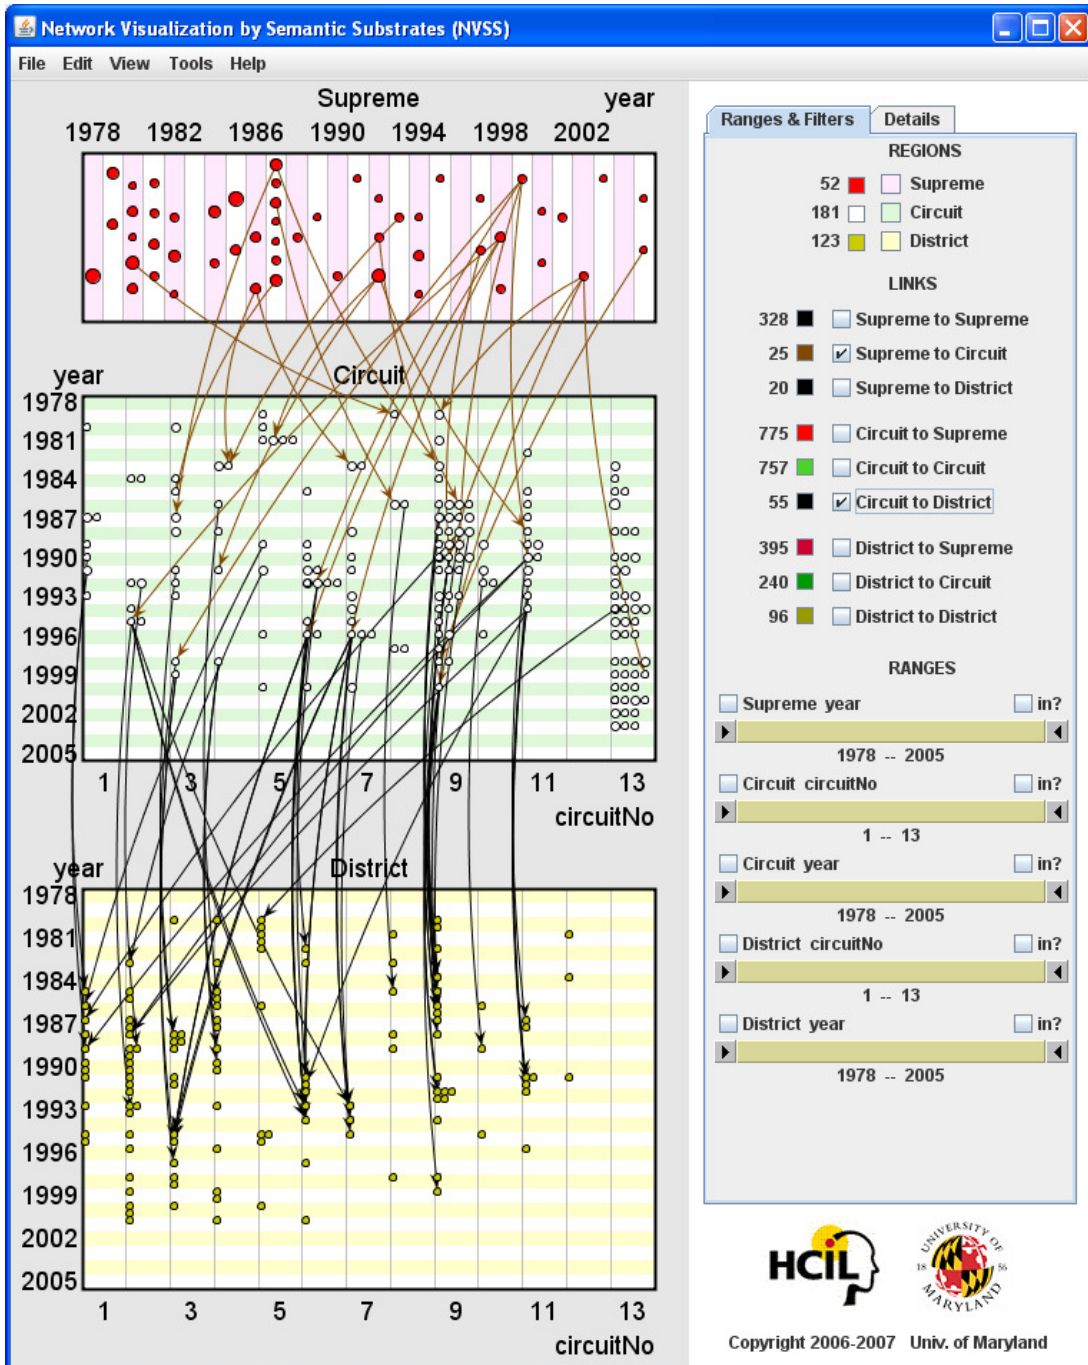 Network Visualization by Semantic Substrates (NVSS)
File Edit View Tools Help
Supreme year
1978 1982 1986 1990 1994 1998 2002
year Circuit
1978
1981
1984
1987
1990
1993
1996
1999
2002
2005
1 3 5 7 9 11 13
circuitNo
year District
1978
1981
1984
1987
1990
1993
1996
1999
2002
2005
1 3 5 7 9 11 13
circuitNo
Ranges & Filters Details
REGIONS
52 Supreme
181 Circuit
123 District
LINKS
328 Supreme to Supreme
25 Supreme to Circuit
20 Supreme to District
775 Circuit to Supreme
757 Circuit to Circuit
55 Circuit to District
395 District to Supreme
240 District to Circuit
96 District to District
RANGES
Supreme year in?
1978 -- 2005
Circuit circuitNo in?
1 -- 13
Circuit year in?
1978 -- 2005
District circuitNo in?
1 -- 13
District year in?
1978 -- 2005
HCIL
UNIVERSITY OF
18 56
MARYLAND
Copyright 2006-2007 Univ. of Maryland